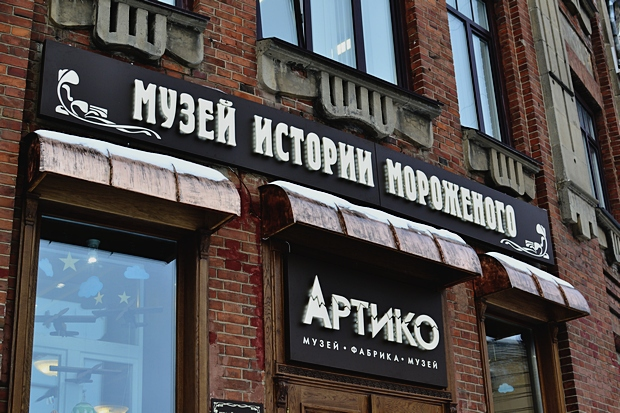 МУЗЕЙ ИСТОРИИ МОРОЖЕНОГО
АРТИКО
МУЗЕЙ • ФАБРИКА • МУЗЕЙ